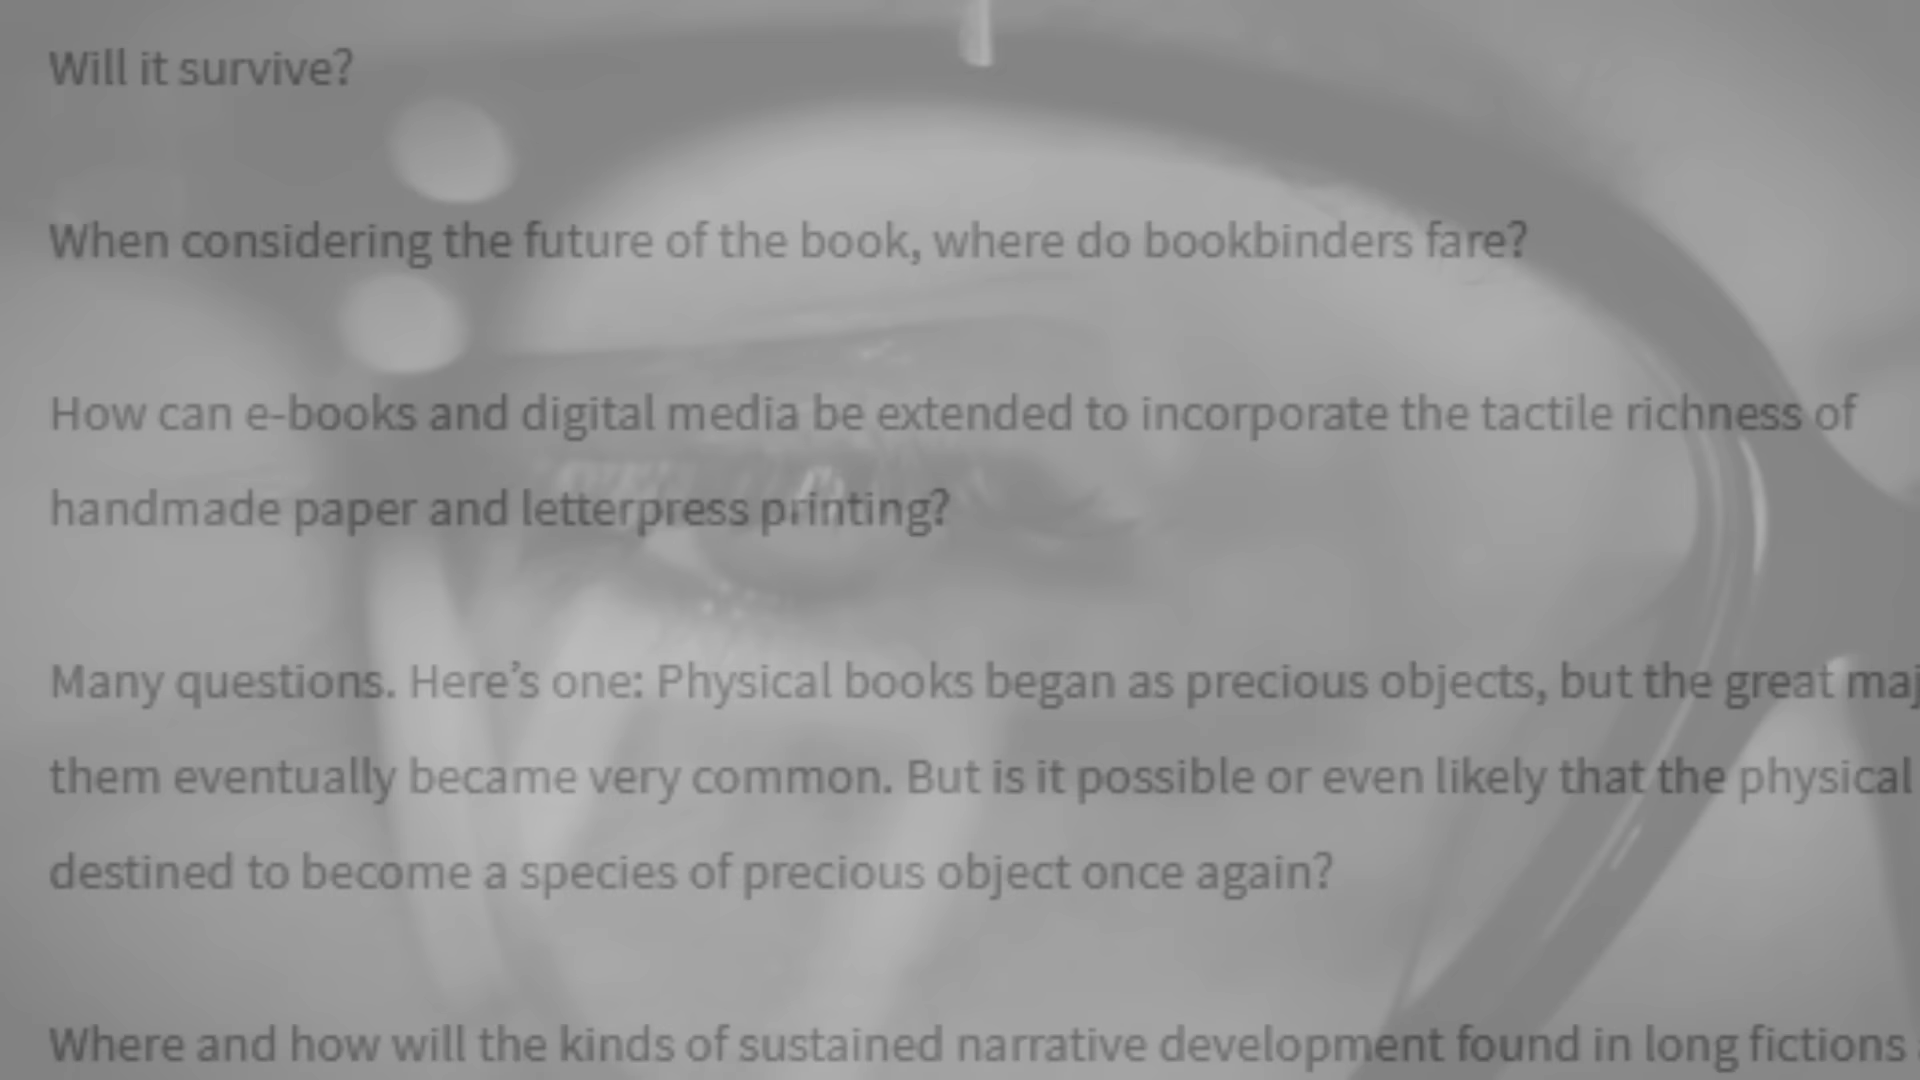 Will it survive?
When considering the future of the book, where do bookbinders fare?
How can e-books and digital media be extended to incorporate the tactile richness of
handmade paper and letterpress printing?
Many questions. Here’s one: Physical books began as precious objects, but the great maj
them eventually became very common. But is it possible or even likely that the physical
destined to become a species of precious object once again?
Where and how will the kinds of sustained narrative development found in long fictions